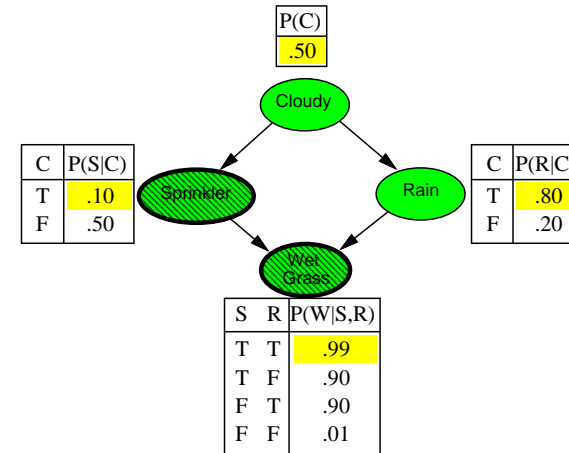 P(C)
.50
Cloudy
C P(S|C)
T .10
F .50
Sprinkler
Rain
C P(R|C
T .80
F .20
Wet
Grass
S R P(W|S,R)
T T .99
T F .90
F T .90
F F .01